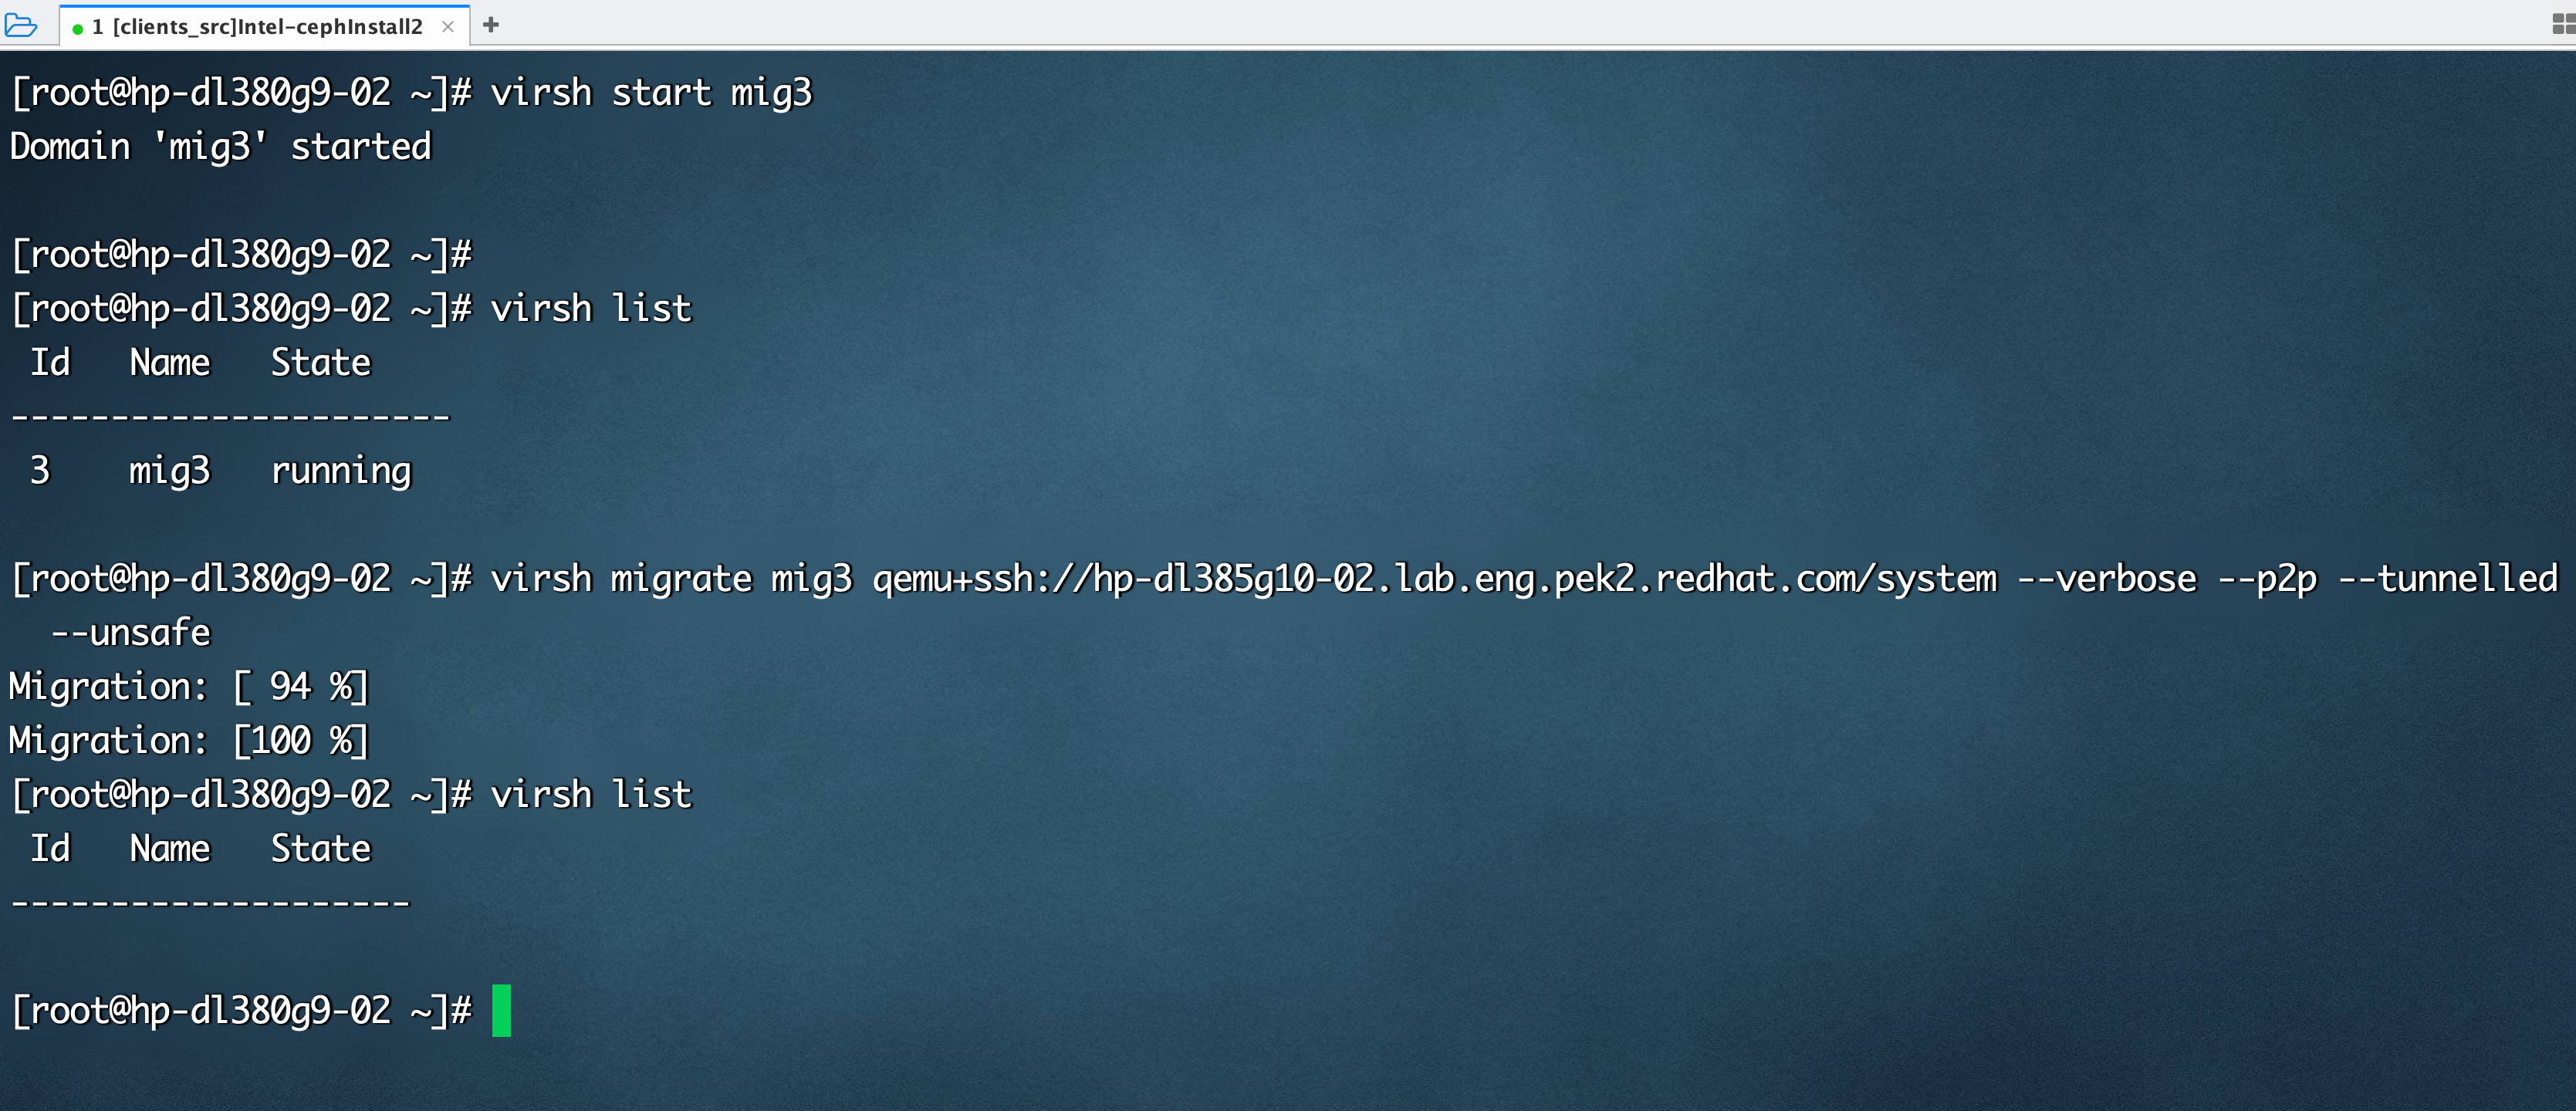 1 [clients_src]Intel-cephInstall2 × +
[root@hp-dl380g9-02 ~]# virsh start mig3
Domain 'mig3' started
[root@hp-dl380g9-02 ~]#
[root@hp-dl380g9-02 ~]# virsh list
 Id   Name   State
----------------------
 3    mig3   running
[root@hp-dl380g9-02 ~]# virsh migrate mig3 qemu+ssh://hp-dl385g10-02.lab.eng.pek2.redhat.com/system --verbose --p2p --tunnelled
  --unsafe
Migration: [ 94 %]
Migration: [100 %]
[root@hp-dl380g9-02 ~]# virsh list
 Id   Name   State
--------------------
[root@hp-dl380g9-02 ~]#